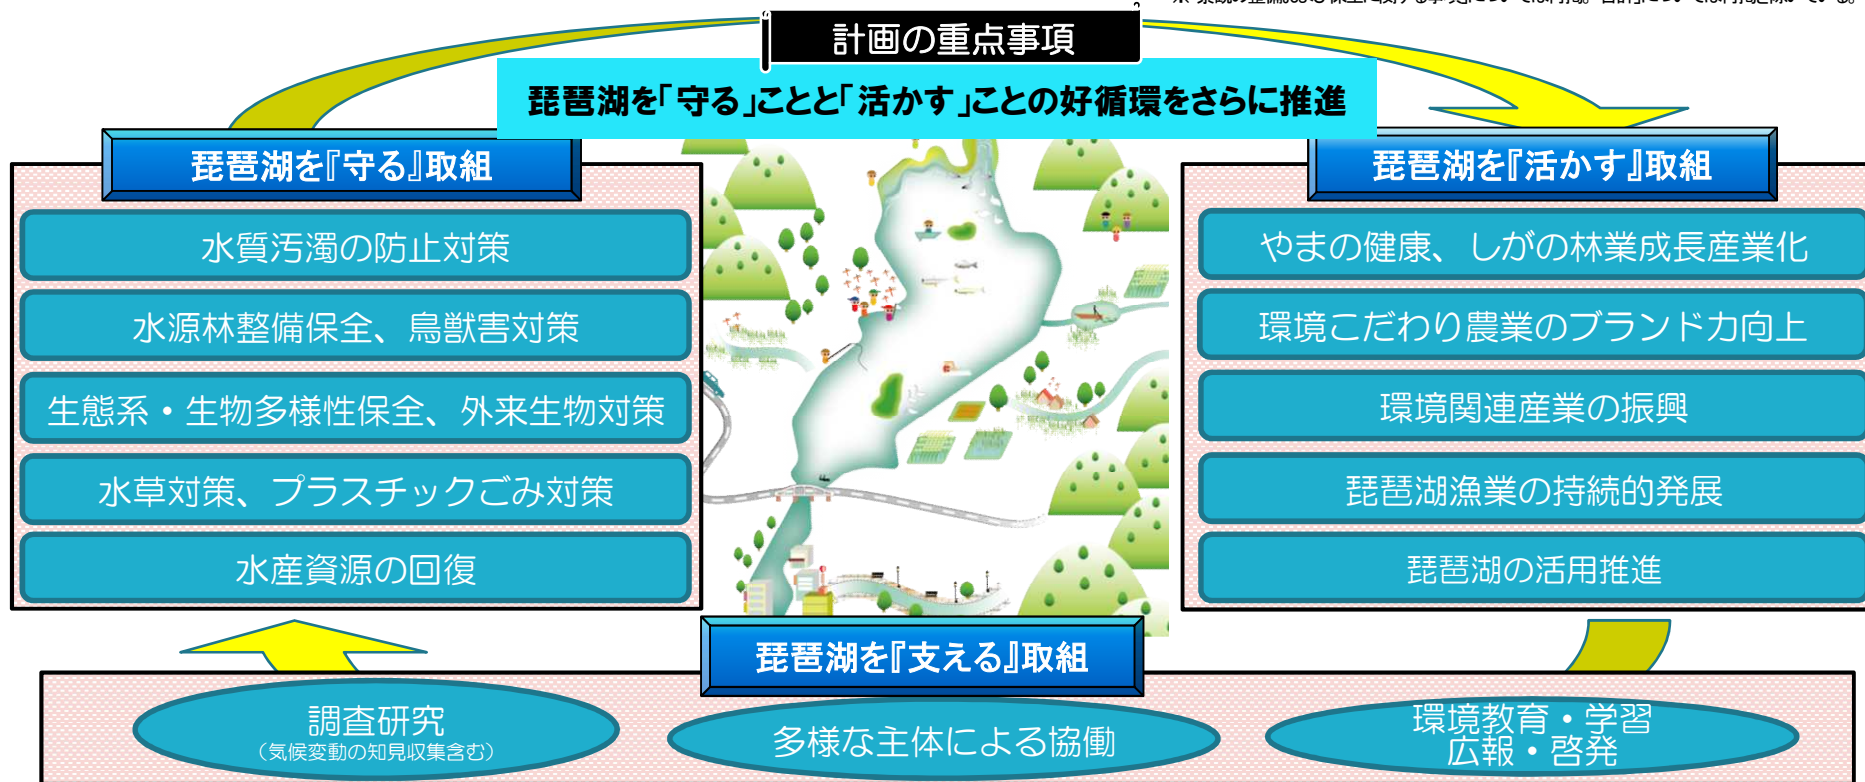 計画の重点事項
琵琶湖を「守る」ことと「活かす」ことの好循環をさらに推進
琵琶湖を『守る』取組
水質汚濁の防止対策
水源林整備保全、鳥獣害対策
生態系・生物多様性保全、外来生物対策
水草対策、プラスチックごみ対策
水産資源の回復
琵琶湖を『活かす』取組
やまの健康、しがの林業成長産業化
環境こだわり農業のブランド力向上
環境関連産業の振興
琵琶湖漁業の持続的発展
琵琶湖の活用推進
琵琶湖を『支える』取組
調査研究
（気候変動の知見収集含む）
多様な主体による協働
環境教育・学習
広報・啓発